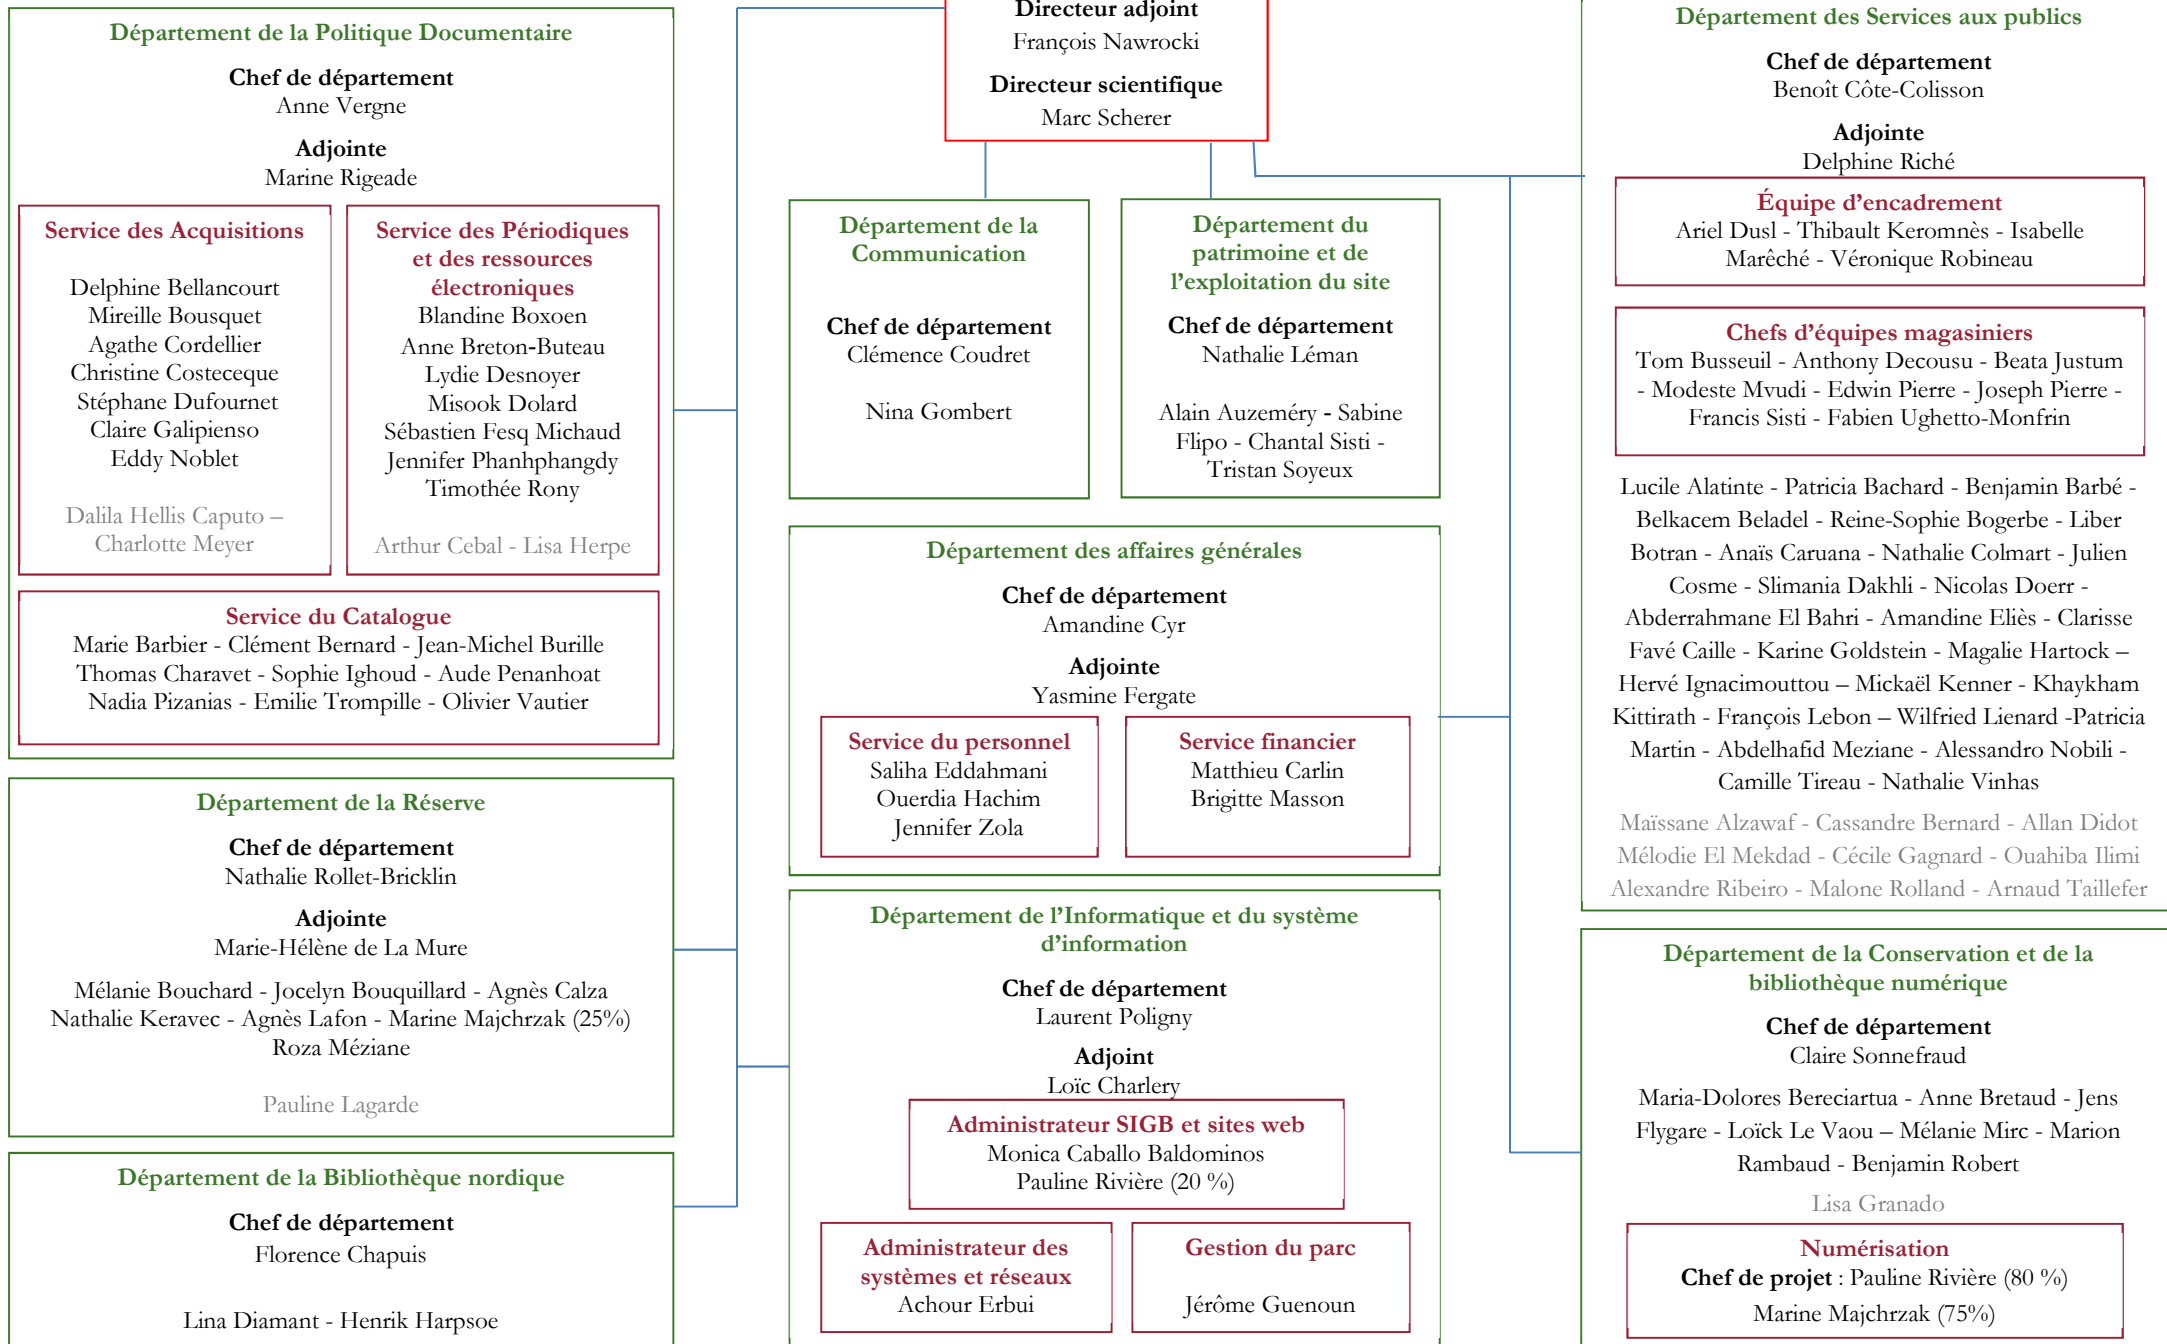 Département de la Politique Documentaire
Chef de département
Anne Vergne
Adjointe
Marine Rigeade
Service des Acquisitions
Delphine Bellancourt
Mireille Bousquet
Agathe Cordellier
Christine Costeceque
Stéphane Dufournet
Claire Galipienso
Eddy Noblet
Dalila Hellis Caputo –
Charlotte Meyer
Service des Périodiques
et des ressources
électroniques
Blandine Boxoen
Anne Breton-Buteau
Lydie Desnoyer
Misook Dolard
Sébastien Fesq Michaud
Jennifer Phanhphangdy
Timothée Rony
Arthur Cebal - Lisa Herpe
Service du Catalogue
Marie Barbier - Clément Bernard - Jean-Michel Burille
Thomas Charavet - Sophie Ighoud - Aude Penanhoat
Nadia Pizanias - Emilie Trompille - Olivier Vautier
Département de la Réserve
Chef de département
Nathalie Rollet-Bricklin
Adjointe
Marie-Hélène de La Mure
Mélanie Bouchard - Jocelyn Bouquillard - Agnès Calza
Nathalie Keravec - Agnès Lafon - Marine Majchrzak (25%)
Roza Méziane
Pauline Lagarde
Département de la Bibliothèque nordique
Chef de département
Florence Chapuis
Lina Diamant - Henrik Harpsoe
Directeur adjoint
François Nawrocki
Directeur scientifique
Marc Scherer
Département de la
Communication
Chef de département
Clémence Coudret
Nina Gombert
Département du
patrimoine et de
l'exploitation du site
Chef de département
Nathalie Léman
Alain Auzeméry - Sabine
Flipo - Chantal Sisti -
Tristan Soyeux
Département des affaires générales
Chef de département
Amandine Cyr
Adjointe
Yasmine Fergate
Service du personnel
Saliha Eddahmani
Ouerdia Hachim
Jennifer Zola
Service financier
Matthieu Carlin
Brigitte Masson
Département de l'Informatique et du système
d'information
Chef de département
Laurent Poligny
Adjoint
Loïc Charlery
Administrateur SIGB et sites web
Monica Caballo Baldominos
Pauline Rivière (20 %)
Administrateur des
systèmes et réseaux
Achour Erbui
Gestion du parc
Jérôme Guenoun
Département des Services aux publics
Chef de département
Benoît Côte-Colisson
Adjointe
Delphine Riché
Équipe d'encadrement
Ariel Dusl - Thibault Keromnès - Isabelle
Marêché - Véronique Robineau
Chefs d'équipes magasiniers
Tom Busseuil - Anthony Decousu - Beata Justum
- Modeste Mvudi - Edwin Pierre - Joseph Pierre -
Francis Sisti - Fabien Ughetto-Monfrin
Lucile Alatinte - Patricia Bachard - Benjamin Barbé -
Belkacem Beladel - Reine-Sophie Bogerbe - Liber
Botran - Anaïs Caruana - Nathalie Colmart - Julien
Cosme - Slimania Dakhli - Nicolas Doerr -
Abderrahmane El Bahri - Amandine Eliès - Clarisse
Favé Caille - Karine Goldstein - Magalie Hartock –
Hervé Ignacimouttou – Mickaël Kenner - Khaykham
Kittirath - François Lebon – Wilfried Lienard -Patricia
Martin - Abdelhafid Meziane - Alessandro Nobili -
Camille Tireau - Nathalie Vinhas
Maïssane Alzawaf - Cassandre Bernard - Allan Didot
Mélodie El Mekdad - Cécile Gagnard - Ouahiba Ilimi
Alexandre Ribeiro - Malone Rolland - Arnaud Taillefer
Département de la Conservation et de la
bibliothèque numérique
Chef de département
Claire Sonnefraud
Maria-Dolores Bereciartua - Anne Bretaud - Jens
Flygare - Loïck Le Vaou – Mélanie Mirc - Marion
Rambaud - Benjamin Robert
Lisa Granado
Numérisation
Chef de projet : Pauline Rivière (80 %)
Marine Majchrzak (75%)